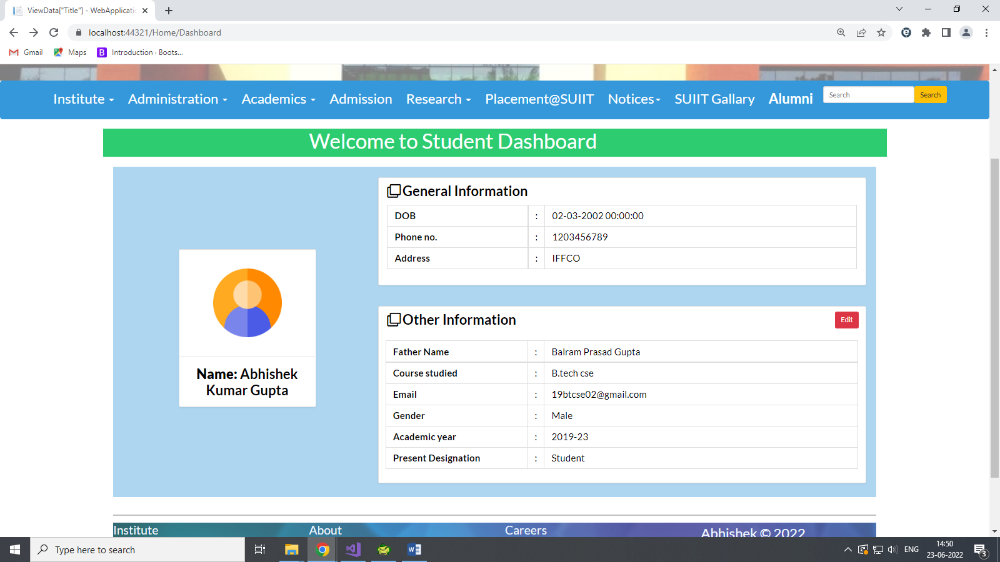 ViewData["Title"] - WebApplicatio
localhost:44321/Home/Dashboard
Gmail Maps B Introduction · Boots...
Institute Administration Academics Admission Research Placement@SUIIT Notices SUIIT Gallary Alumni Search Search
Welcome to Student Dashboard
General Information
DOB : 02-03-2002 00:00:00
Phone no. : 1203456789
Address : IFFCO
Name: Abhishek
Kumar Gupta
Other Information Edit
Father Name : Balram Prasad Gupta
Course studied : B.tech cse
Email : 19btcse02@gmail.com
Gender : Male
Academic year : 2019-23
Present Designation : Student
Institute About Careers Abhishek © 2022
Type here to search
ENG
14:50
23-06-2022
3